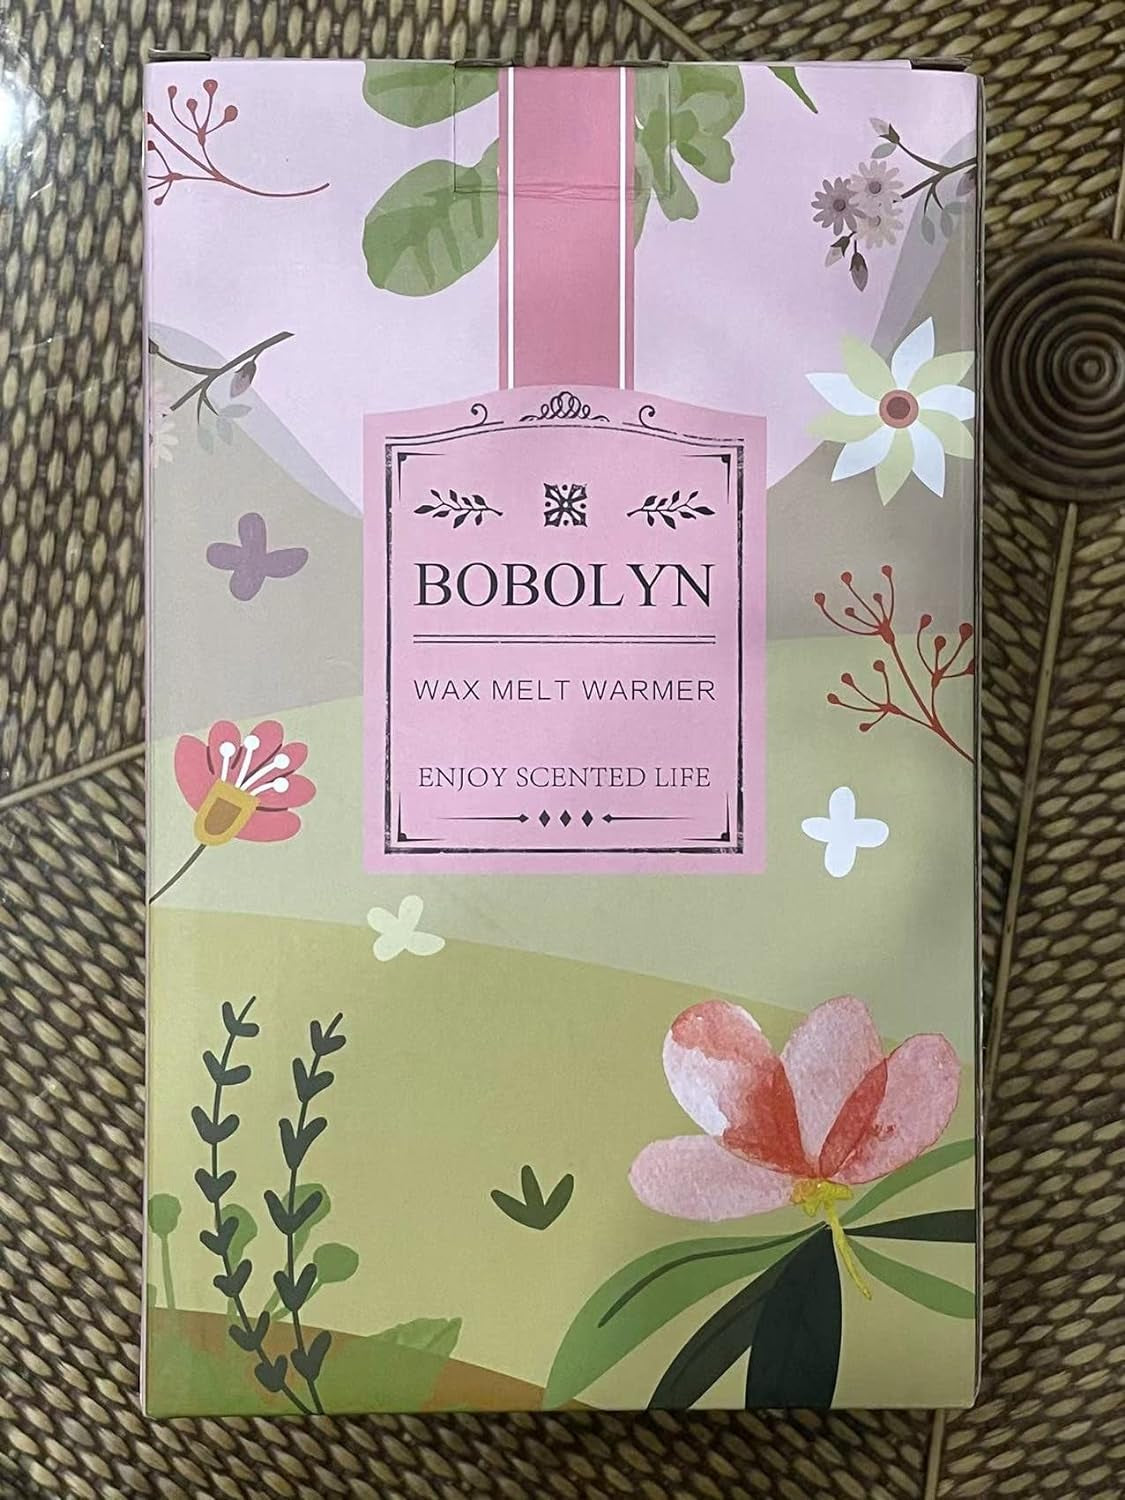 BOBOLYN
WAX MELT WARMER
ENJOY SCENTED LIFE